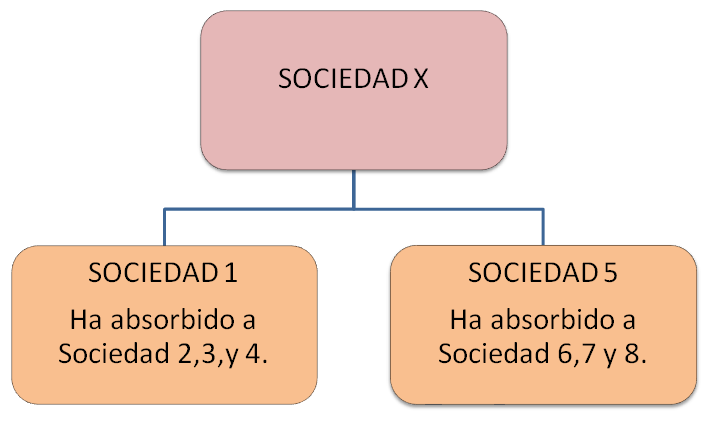 SOCIEDAD X
SOCIEDAD 1
Ha absorbido a
Sociedad 2,3,y 4.
SOCIEDAD 5
Ha absorbido a
Sociedad 6,7 y 8.